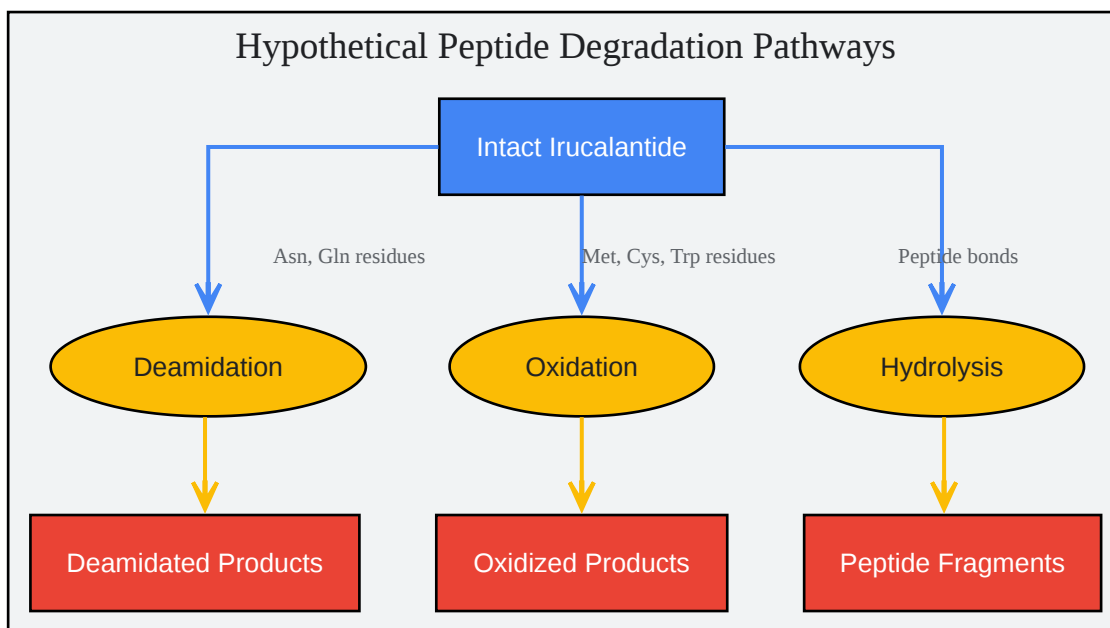 Hypothetical Peptide Degradation Pathways
Intact Irucalantide
Asn, Gln residues
Met, Cys, Trp residues
Peptide bonds
Deamidation
Oxidation
Hydrolysis
Deamidated Products
Oxidized Products
Peptide Fragments